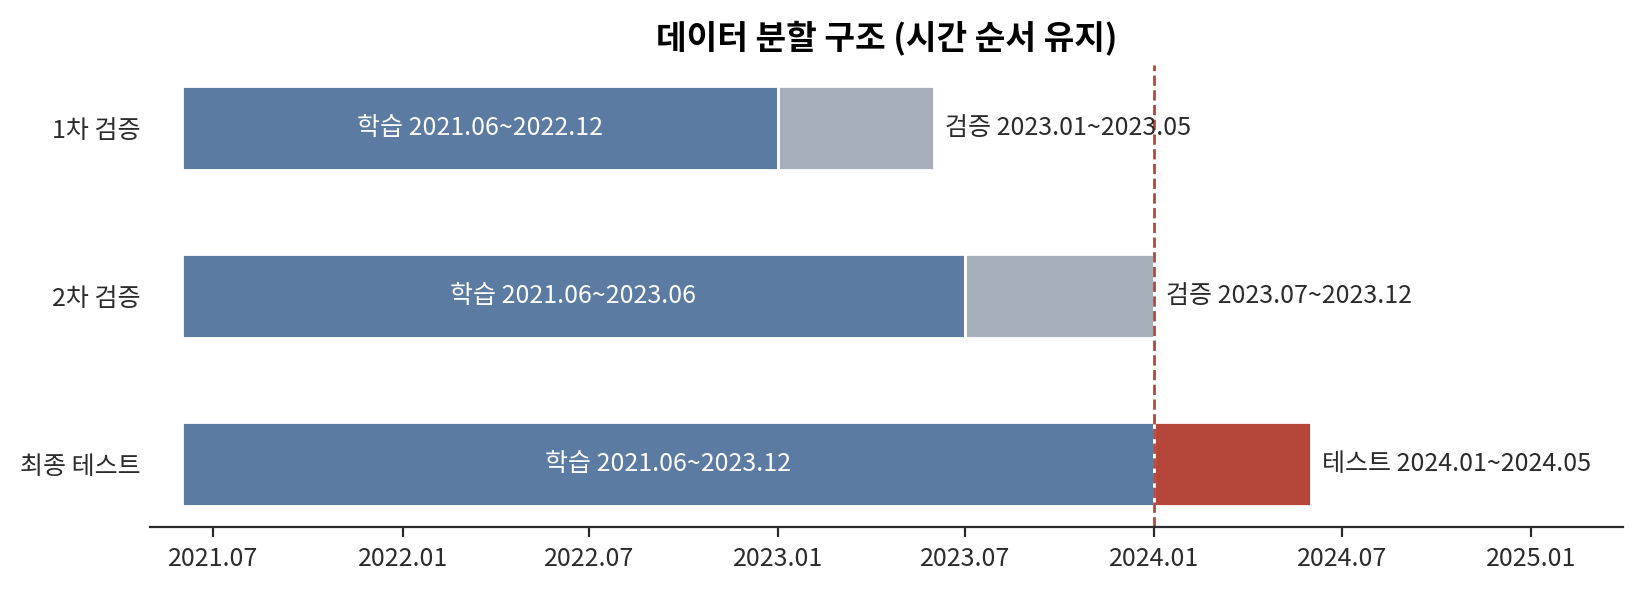 데이터 분할 구조 (시간 순서 유지)
1차 검증
학습 2021.06~2022.12
검증 2023.01~2023.05
2차 검증
학습 2021.06~2023.06
검증 2023.07~2023.12
최종 테스트
학습 2021.06~2023.12
테스트 2024.01~2024.05
2021.07 2022.01 2022.07 2023.01 2023.07 2024.01 2024.07 2025.01